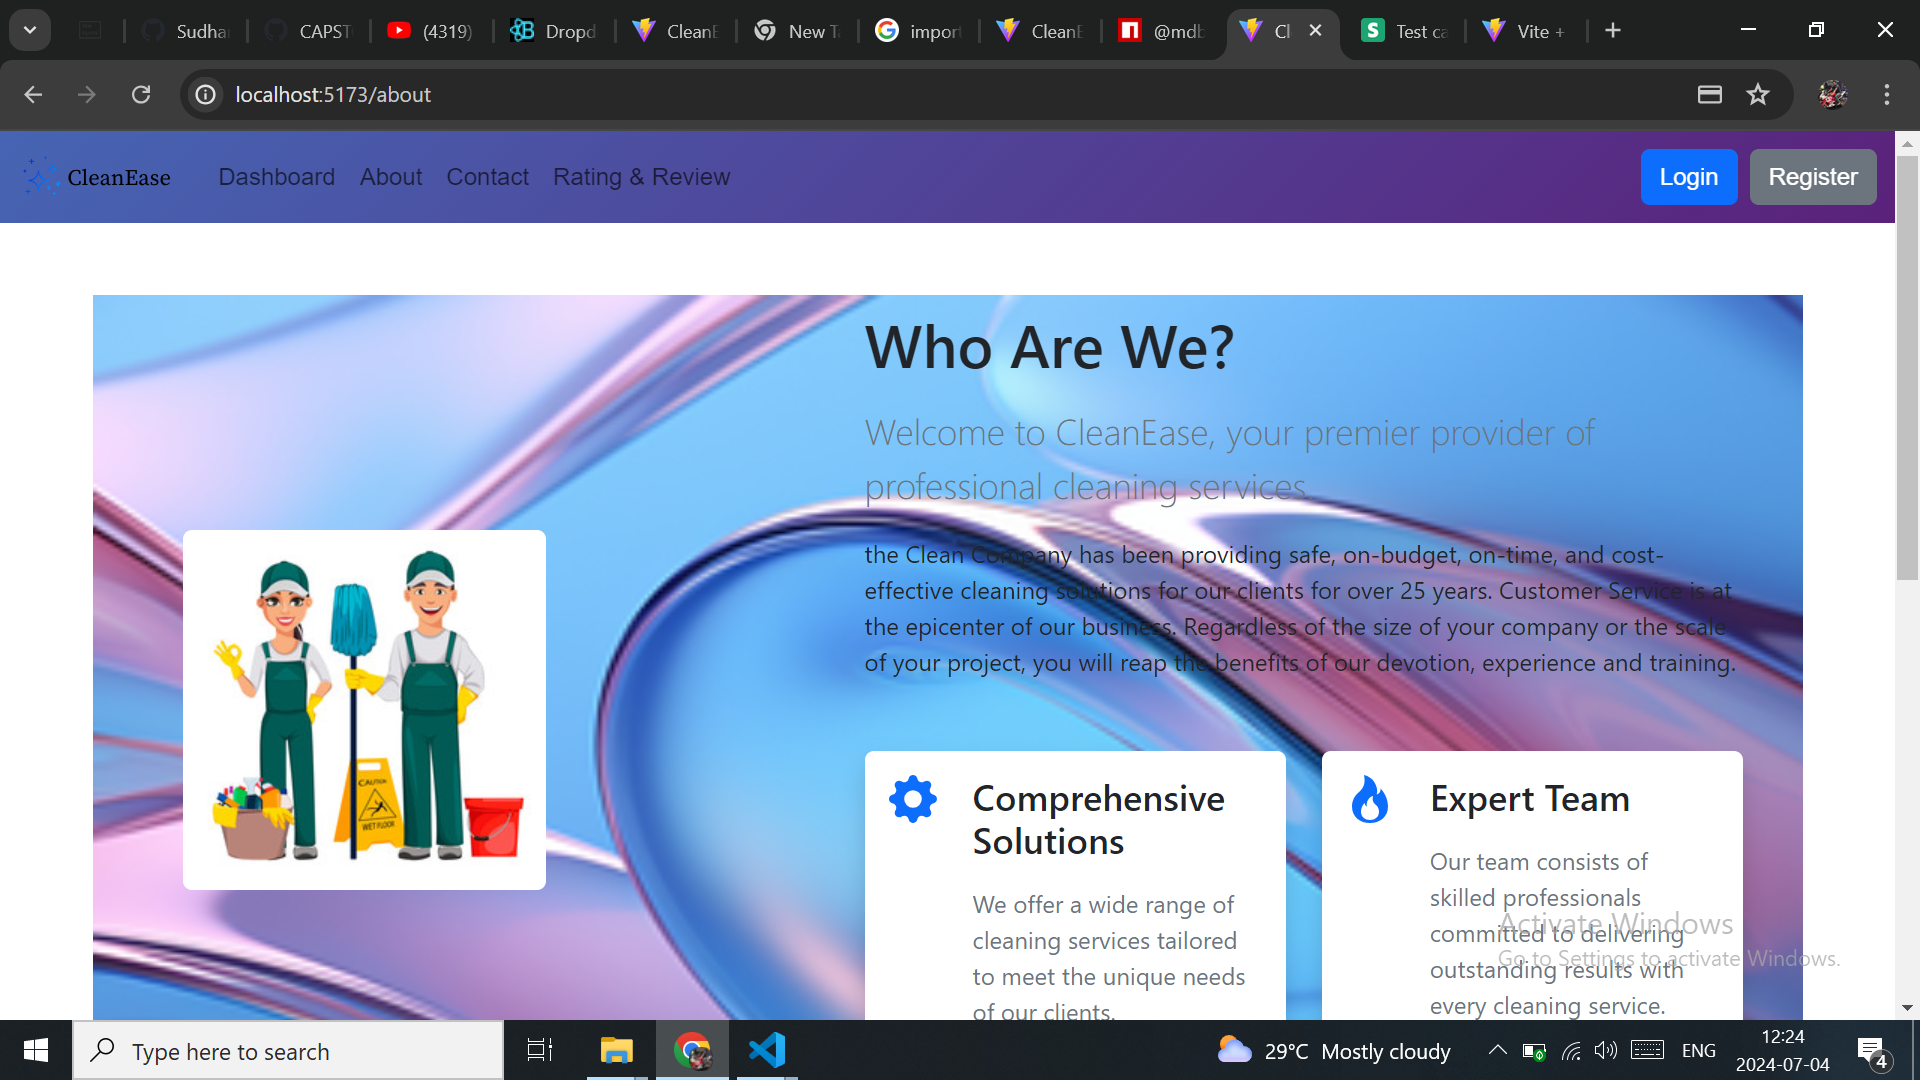 Sudha
CAPST
(4319)
Dropd
CleanE
New T
import
CleanE
@mdb
Cl
Test ca
Vite +
localhost:5173/about
CleanEase
Dashboard
About
Contact
Rating & Review
Login
Register
Who Are We?
Welcome to CleanEase, your premier provider of
professional cleaning services.
the Clean Company has been providing safe, on-budget, on-time, and cost-
effective cleaning solutions for our clients for over 25 years. Customer Service is at
the epicenter of our business. Regardless of the size of your company or the scale
of your project, you will reap the benefits of our devotion, experience and training.
CAUTION
WET FLOOR
Comprehensive
Solutions
We offer a wide range of
cleaning services tailored
to meet the unique needs
of our clients.
Expert Team
Our team consists of
skilled professionals
committed to delivering
outstanding results with
every cleaning service.
Activate Windows
Go to Settings to activate Windows.
Type here to search
29°C Mostly cloudy
ENG
12:24
2024-07-04
4